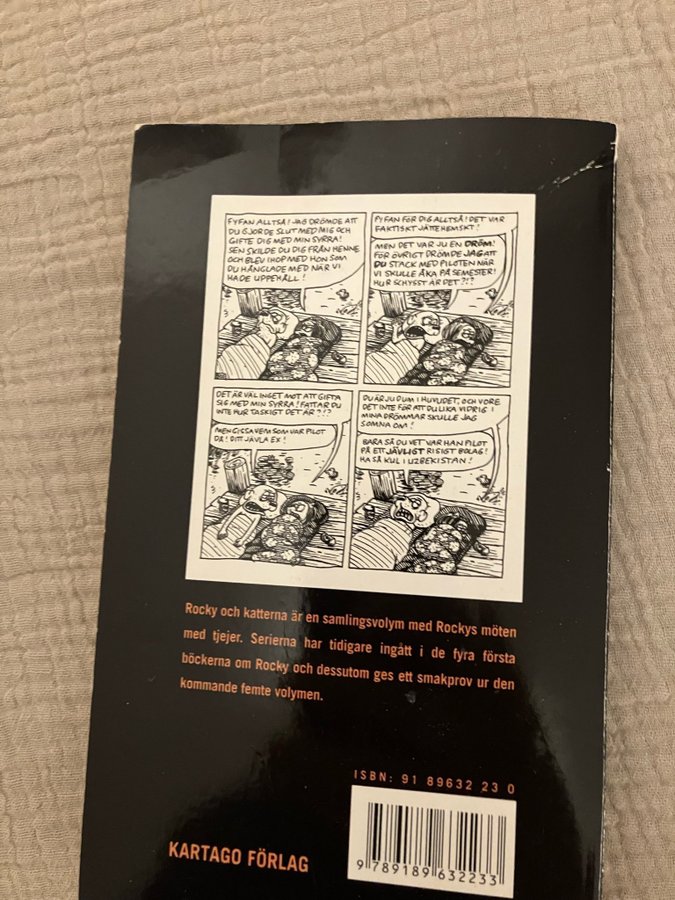 FYFAN ALLTSÅ! JAG DRÖMDE ATT
DU GJORDE SLUT MED MIG OCH
GIFTE DIG MED MIN SYRRA!
SEN SKILDE DU DIG FRÅN HENNE
OCH BLEV IHOP MED HON SOM
DU HÅNGLADE MED NÄR VI
HADE UPPEHÅLL!
FYFAN FÖR DIG ALLTSÅ! DET VAR
FAKTISKT JÄTTEHEMSKT!
MEN DET VAR JU EN DRÖM!
FÖR ÖVRIGT DRÖMDE JAG ATT
DU STACK MED PILOTEN NÄR
VI SKULLE ÅKA PÅ SEMESTER!
HUR SCHYSST ÄR DET?!?
DET ÄR VÄL INGET MOT ATT GIFTA
SIG MED MIN SYRRA! FATTAR DU
INTE HUR TASKIGT DET ÄR?!?
MEN GISSA VEM SOM VAR PILOT
DÅ! DITT JÄVLA EX!
DU ÄR JU DUM I HUVUDET, OCH VORE
DET INTE FÖR ATT DU LIKA VIDRIG I
MINA DRÖMMAR SKULLE JAG
SOMNA OM!
BARA SÅ DU VET VAR HAN PILOT
PÅ ETT JÄVLIGT RISIGT BOLAG!
HA SÅ KUL I UZBEKISTAN!
Rocky och katterna är en samlingsvolym med Rockys möten
med tjejer. Serierna har tidigare ingått i de fyra första
böckerna om Rocky och dessutom ges ett smakprov ur den
kommande femte volymen.
ISBN: 91 89632 23 0
KARTAGO FÖRLAG
9 789189 632233